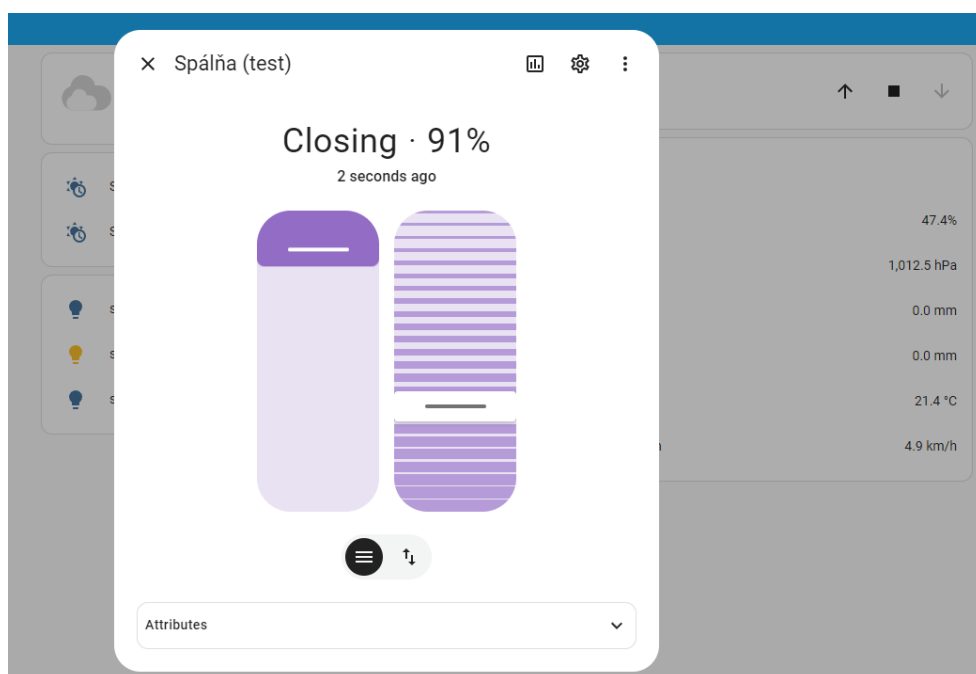 Spálňa (test)
Closing · 91%
2 seconds ago
Attributes
47.4%
1,012.5 hPa
0.0 mm
0.0 mm
21.4 °C
4.9 km/h